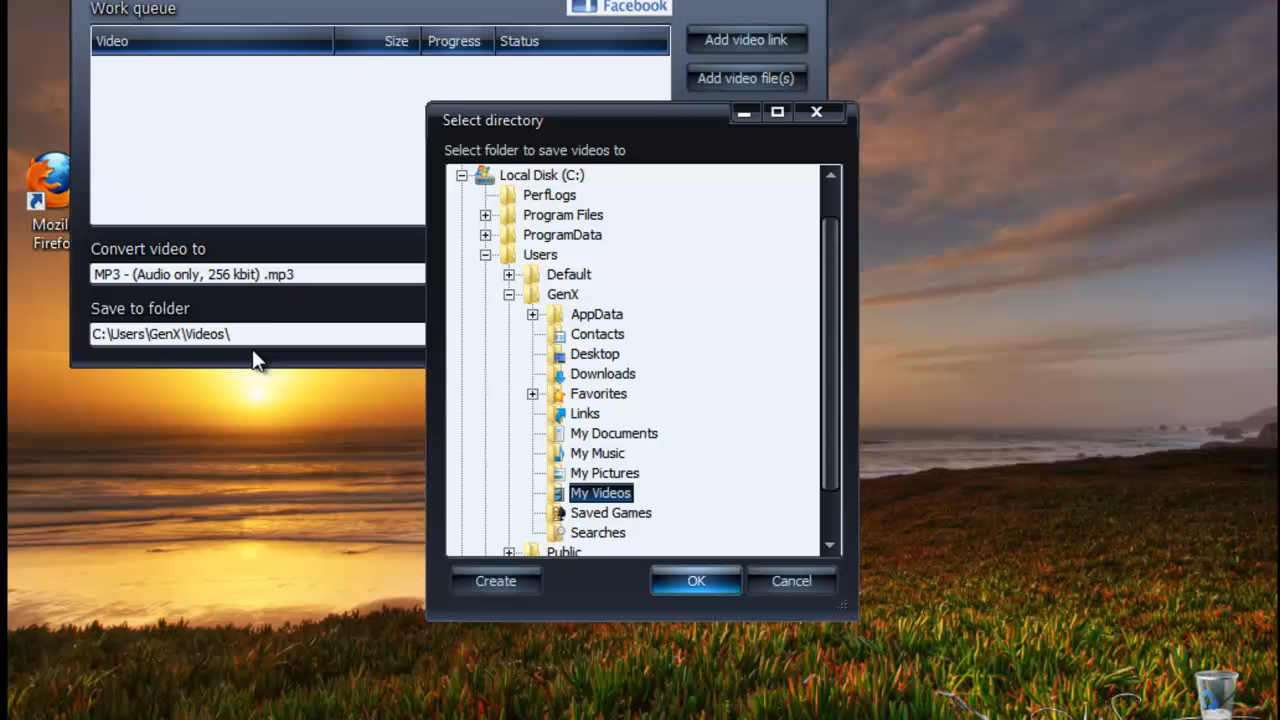 Work queue
Facebook
Video Size Progress Status
Add video link
Add video file(s)
Select directory
Select folder to save videos to
Local Disk (C:)
PerfLogs
Program Files
ProgramData
Users
Default
GenX
AppData
Contacts
Desktop
Downloads
Favorites
Links
My Documents
My Music
My Pictures
My Videos
Saved Games
Searches
Public
Create OK Cancel
Mozil
Firefo
Convert video to
MP3 - (Audio only, 256 kbit) .mp3
Save to folder
C:\Users\GenX\Videos\